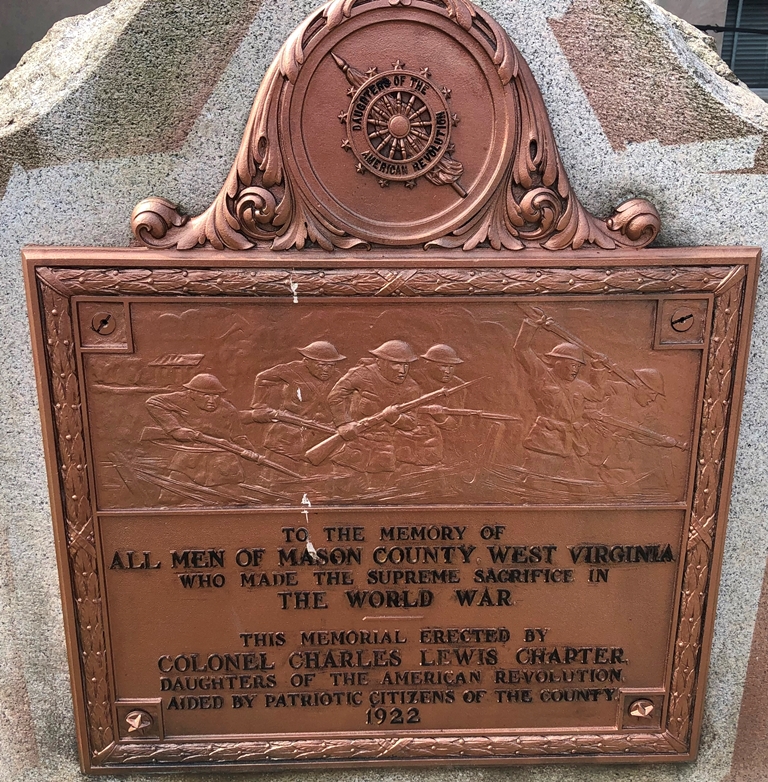 DAUGHTERS OF THE
AMERICAN REVOLUTION
TO THE MEMORY OF
ALL MEN OF MASON COUNTY, WEST VIRGINIA
WHO MADE THE SUPREME SACRIFICE IN
THE WORLD WAR
THIS MEMORIAL ERECTED BY
COLONEL CHARLES LEWIS CHAPTER
DAUGHTERS OF THE AMERICAN REVOLUTION,
AIDED BY PATRIOTIC CITIZENS OF THE COUNTY.
1922